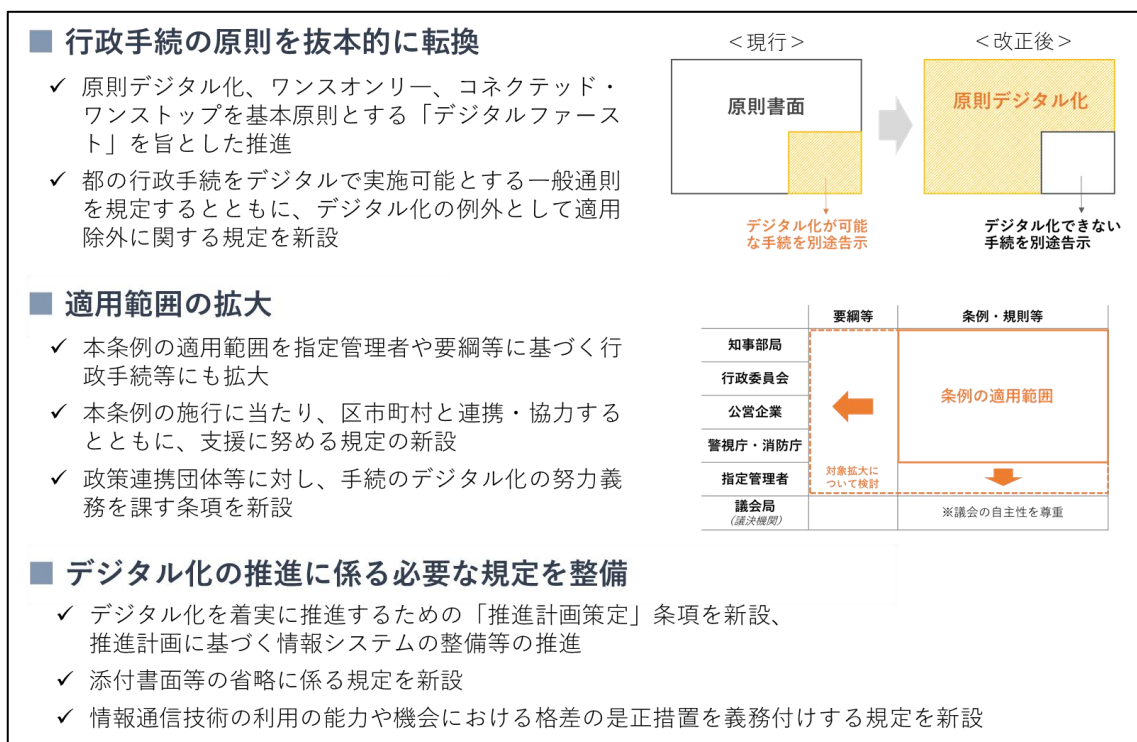 ■ 行政手続の原則を抜本的に転換
✓ 原則デジタル化、ワンスオンリー、コネクテッド・
ワンストップを基本原則とする「デジタルファース
ト」を旨とした推進
✓ 都の行政手続をデジタルで実施可能とする一般通則
を規定するとともに、デジタル化の例外として適用
除外に関する規定を新設
＜現行＞
原則書面
デジタル化が可能
な手続を別途告示
＜改正後＞
原則デジタル化
デジタル化できない
手続を別途告示
■ 適用範囲の拡大
✓ 本条例の適用範囲を指定管理者や要綱等に基づく行
政手続等にも拡大
✓ 本条例の施行に当たり、区市町村と連携・協力する
とともに、支援に努める規定の新設
✓ 政策連携団体等に対し、手続のデジタル化の努力義
務を課す条項を新設
要綱等 条例・規則等
知事部局
行政委員会
公営企業
警視庁・消防庁
指定管理者
議会局
(議決機関)
条例の適用範囲
対象拡大に
ついて検討
※議会の自主性を尊重
■ デジタル化の推進に係る必要な規定を整備
✓ デジタル化を着実に推進するための「推進計画策定」条項を新設、
推進計画に基づく情報システムの整備等の推進
✓ 添付書面等の省略に係る規定を新設
✓ 情報通信技術の利用の能力や機会における格差の是正措置を義務付けする規定を新設